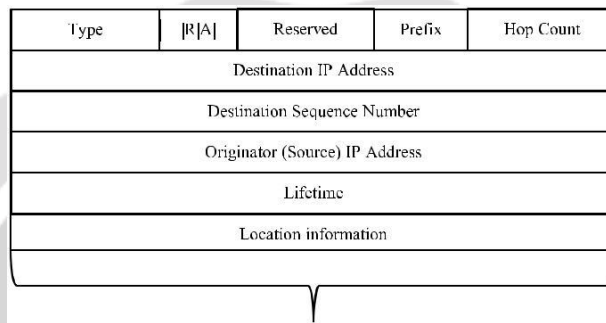 Type |R|A| Reserved Prefix Hop Count
Destination IP Address
Destination Sequence Number
Originator (Source) IP Address
Lifetime
Location information